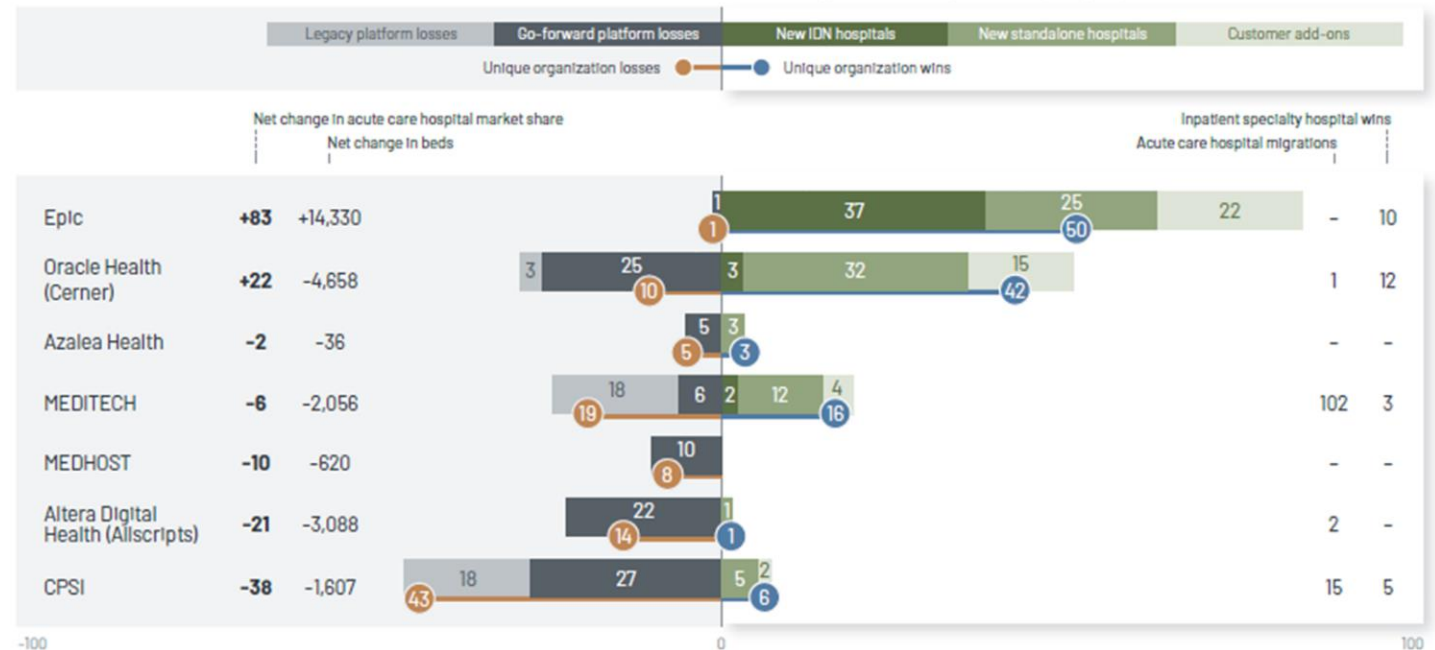 Legacy platform losses Go-forward platform losses New IDN hospitals New standalone hospitals Customer add-ons
Unique organization losses Unique organization wins
Net change in acute care hospital market share Inpatient specialty hospital wins
Net change in beds Acute care hospital migrations
Epic +83 +14,330 1 1 37 25 50 22 - 10
Oracle Health
(Cerner) +22 -4,658 3 25 10 3 32 15 42 1 12
Azalea Health -2 -36 5 5 3 3 - -
MEDITECH -6 -2,056 18 19 6 2 12 4 16 102 3
MEDHOST -10 -620 10 8 - -
Altera Digital
Health (Allscripts) -21 -3,088 22 14 1 1 2 -
CPSI -38 -1,607 43 18 27 5 2 6 15 5
-100 0 100